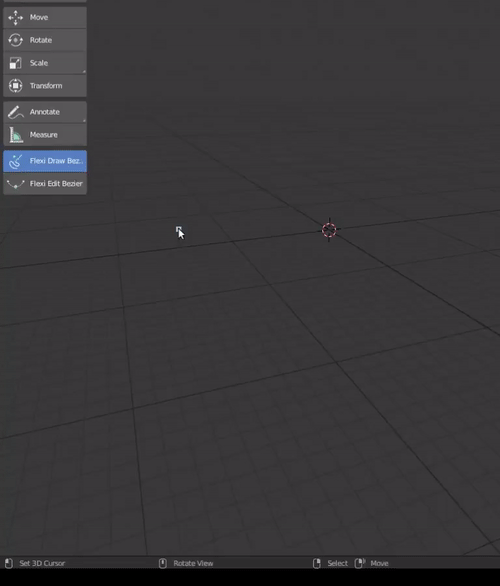 Move
Rotate
Scale
Transform
Annotate
Measure
Flexi Draw Bez..
Flexi Edit Bezier
Set 3D Cursor Rotate View Select Move